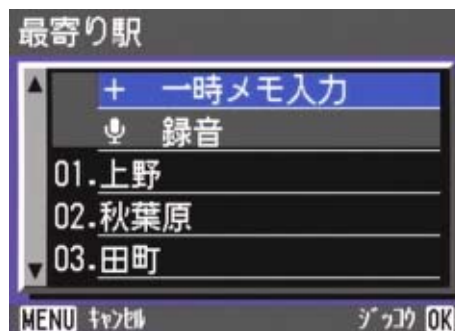 最寄り駅
+ 一時メモ入力
録音
01.上野
02.秋葉原
03.田町
MENU ｷｬﾝｾﾙ ｼﾞｯｺｳ OK